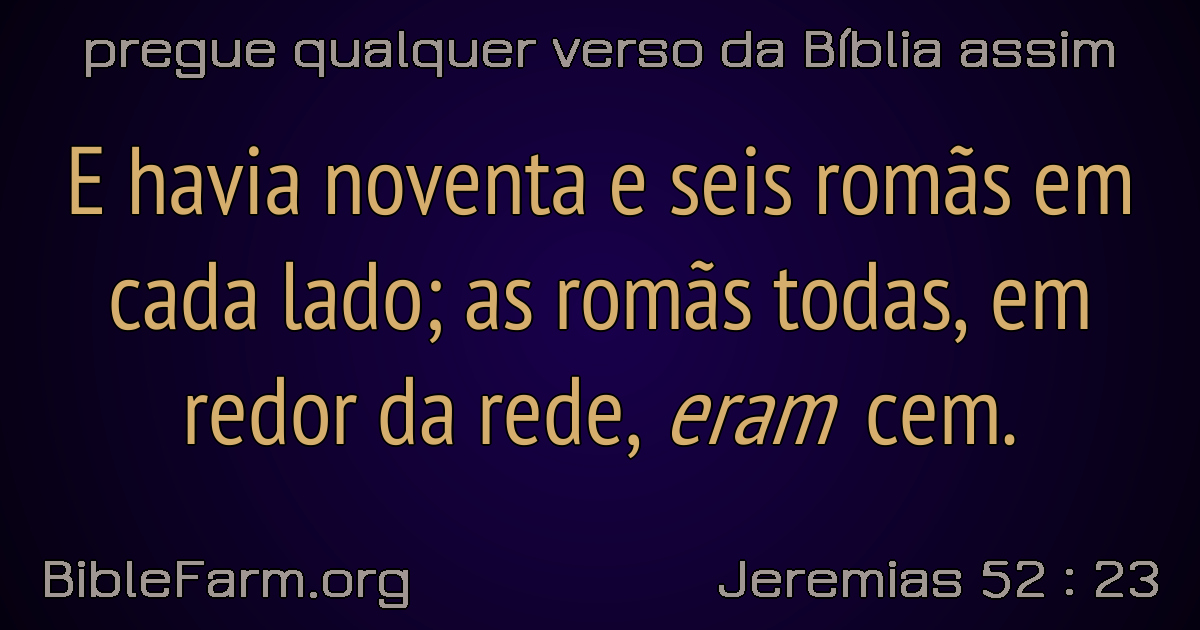 pregue qualquer verso da Bíblia assim
E havia noventa e seis romãs em
cada lado; as romãs todas, em
redor da rede, eram cem.
BibleFarm.org
Jeremias 52 : 23